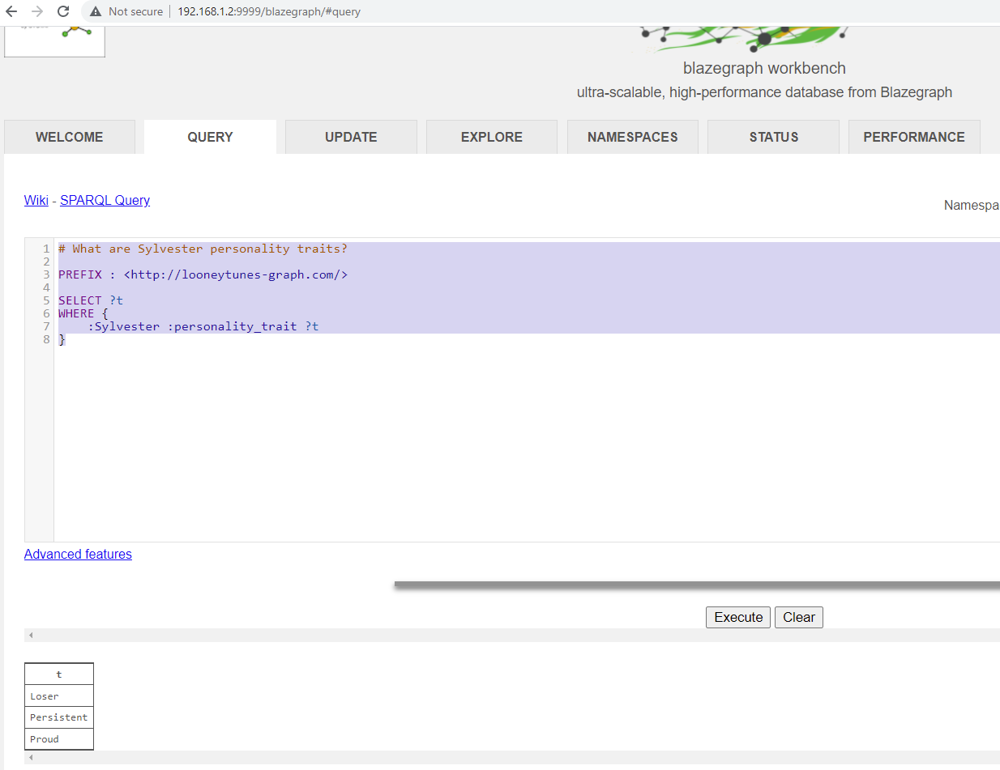 Not secure 192.168.1.2:9999/blazegraph/#query
blazegraph workbench
ultra-scalable, high-performance database from Blazegraph
WELCOME QUERY UPDATE EXPLORE NAMESPACES STATUS PERFORMANCE
Wiki - SPARQL Query
Namespa
1 # What are Sylvester personality traits?
2
3 PREFIX : <http://looneytunes-graph.com/>
4
5 SELECT ?t
6 WHERE {
7 :Sylvester :personality_trait ?t
8 }
Advanced features
Execute Clear
t
Loser
Persistent
Proud